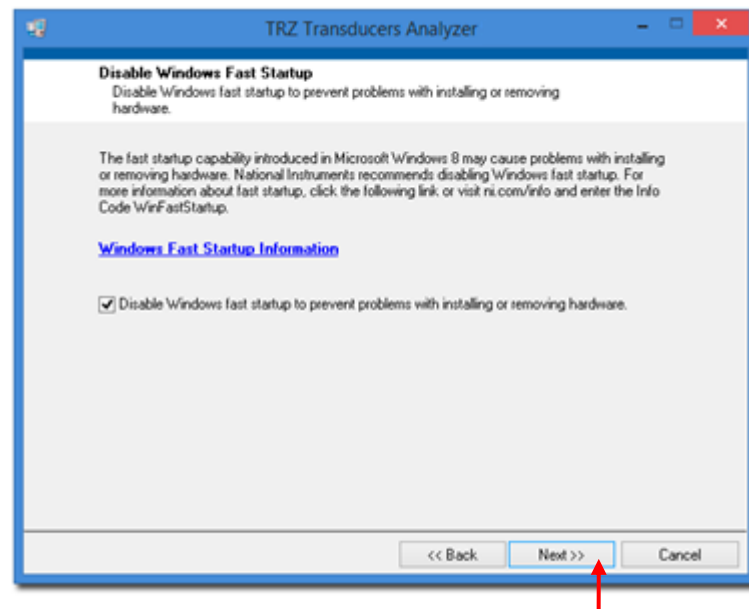 TRZ Transducers Analyzer
Disable Windows Fast Startup
Disable Windows fast startup to prevent problems with installing or removing
hardware.
The fast startup capability introduced in Microsoft Windows 8 may cause problems with installing
or removing hardware. National Instruments recommends disabling Windows fast startup. For
more information about fast startup, click the following link or visit ni.com/info and enter the Info
Code WinFastStartup.
Windows Fast Startup Information
Disable Windows fast startup to prevent problems with installing or removing hardware.
<< Back Next >> Cancel